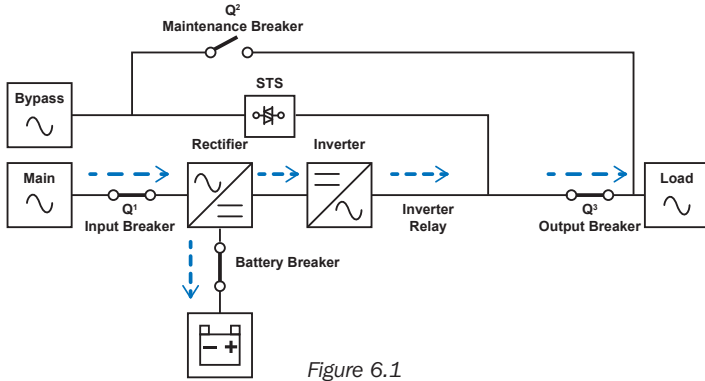 Q²
Maintenance Breaker
STS
Bypass
Rectifier
Inverter
Main
Load
Q¹
Input Breaker
Inverter
Relay
Q³
Output Breaker
Battery Breaker
− +
Figure 6.1